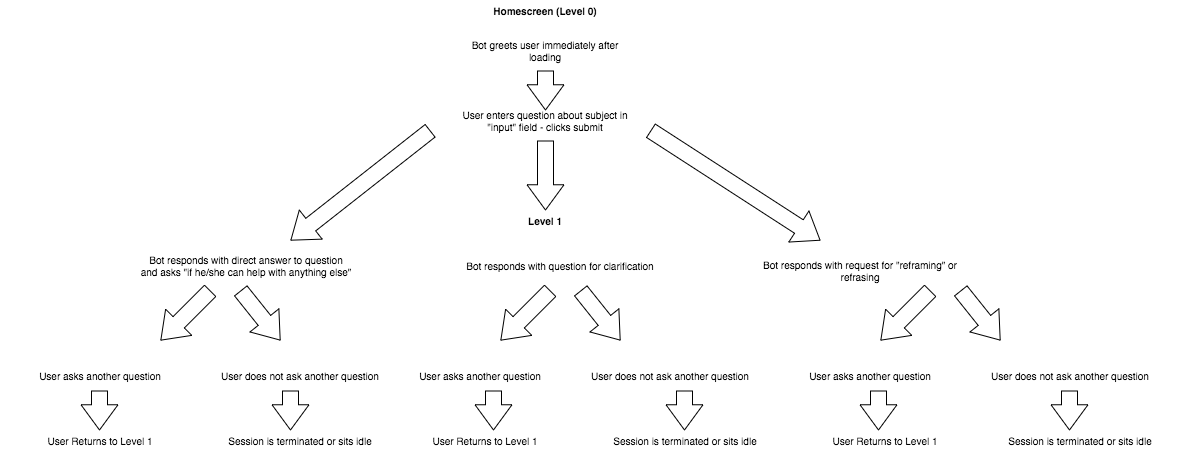 Homescreen (Level 0)
Bot greets user immediately after
loading
User enters question about subject in
"input" field - clicks submit
Level 1
Bot responds with direct answer to question
and asks "if he/she can help with anything else"
Bot responds with question for clarification
Bot responds with request for "reframing" or
refrasing
User asks another question
User does not ask another question
User asks another question
User does not ask another question
User asks another question
User does not ask another question
User Returns to Level 1
Session is terminated or sits idle
User Returns to Level 1
Session is terminated or sits idle
User Returns to Level 1
Session is terminated or sits idle